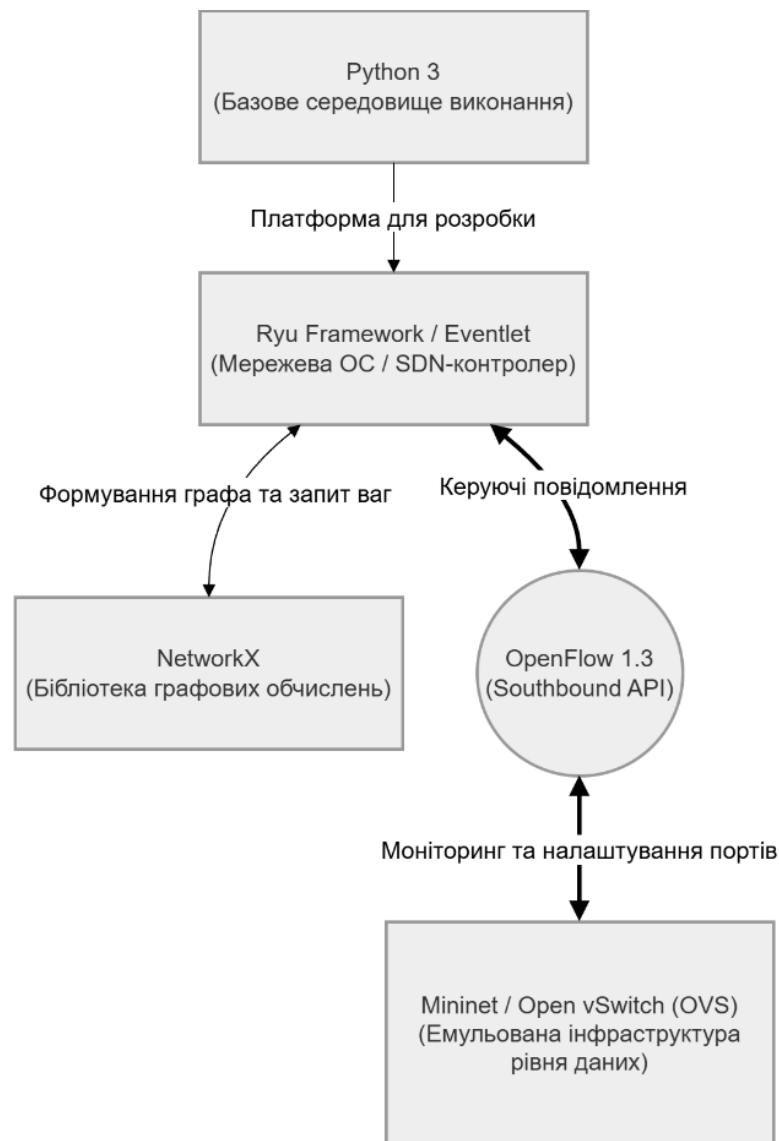 Python 3
(Базове середовище виконання)
Платформа для розробки
Ryu Framework / Eventlet
(Мережева ОС / SDN-контролер)
Формування графа та запит ваг
Керуючі повідомлення
NetworkX
(Бібліотека графових обчислень)
OpenFlow 1.3
(Southbound API)
Моніторинг та налаштування портів
Mininet / Open vSwitch (OVS)
(Емульована інфраструктура
рівня даних)